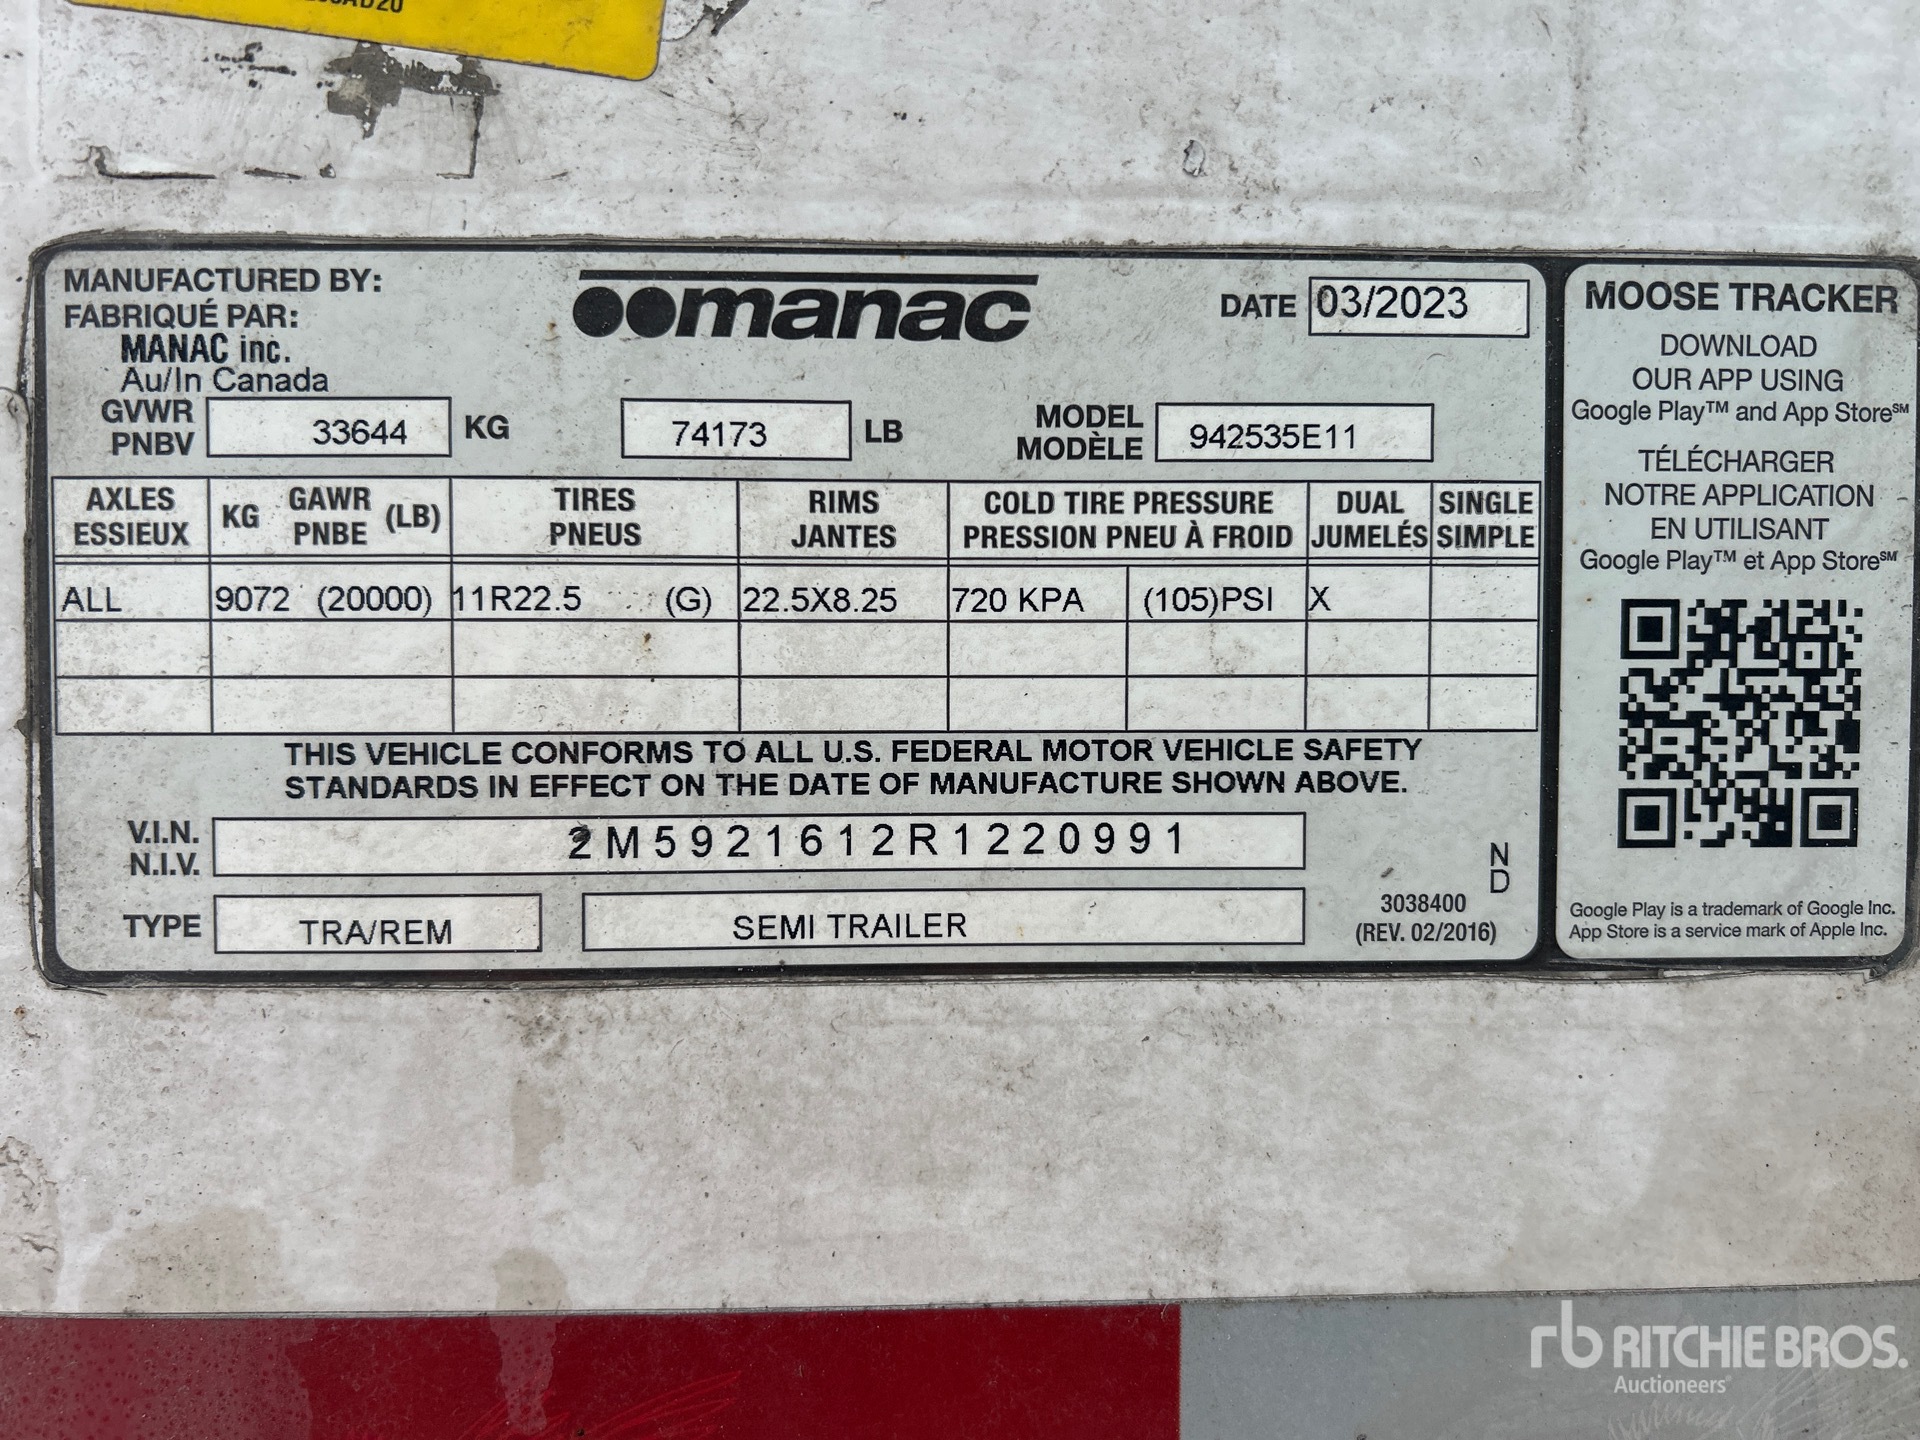 MANUFACTURED BY:
FABRIQUÉ PAR:
MANAC inc.
Au/In Canada
manac
DATE 03/2023
GVWR
PNBV
33644 KG
74173 LB
MODEL
MODÈLE
942535E11
AXLES
ESSIEUX
KG GAWR
PNBE (LB)
TIRES
PNEUS
RIMS
JANTES
COLD TIRE PRESSURE
PRESSION PNEU À FROID
DUAL
JUMELÉS
SINGLE
SIMPLE
ALL 9072 (20000) 11R22.5 (G) 22.5X8.25 720 KPA (105)PSI X
THIS VEHICLE CONFORMS TO ALL U.S. FEDERAL MOTOR VEHICLE SAFETY
STANDARDS IN EFFECT ON THE DATE OF MANUFACTURE SHOWN ABOVE.
V.I.N.
N.I.V.
2M5921612R1220991
TYPE TRA/REM SEMI TRAILER
3038400
(REV. 02/2016)
ND
MOOSE TRACKER
DOWNLOAD
OUR APP USING
Google Play™ and App Store℠
TÉLÉCHARGER
NOTRE APPLICATION
EN UTILISANT
Google Play™ et App Store℠
Google Play is a trademark of Google Inc.
App Store is a service mark of Apple Inc.
rb RITCHIE BROS.
Auctioneers